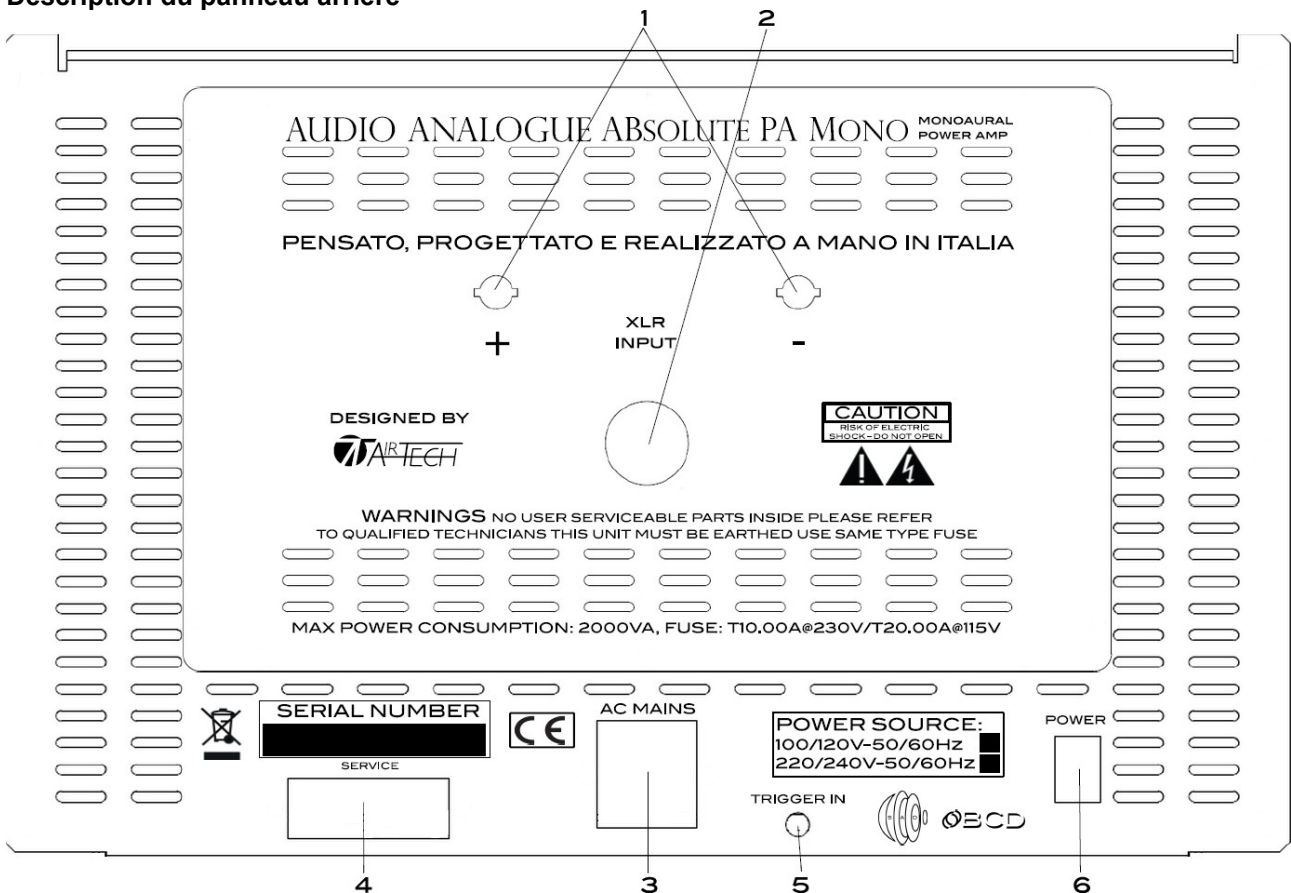 Description du panneau arrière
1 2
AUDIO ANALOGUE ABSOLUTE PA MONO MONOAURAL
POWER AMP
PENSATO, PROGETTATO E REALIZZATO A MANO IN ITALIA
+ XLR -
INPUT
DESIGNED BY
AIRTECH
CAUTION
RISK OF ELECTRIC
SHOCK-DO NOT OPEN
WARNINGS NO USER SERVICEABLE PARTS INSIDE PLEASE REFER
TO QUALIFIED TECHNICIANS THIS UNIT MUST BE EARTHED USE SAME TYPE FUSE
MAX POWER CONSUMPTION: 2000VA, FUSE: T10.00A@230V/T20.00A@115V
SERIAL NUMBER
SERVICE
CE
AC MAINS
POWER SOURCE:
100/120V-50/60Hz
220/240V-50/60Hz
POWER
TRIGGER IN
ØBCD
4 3 5 6